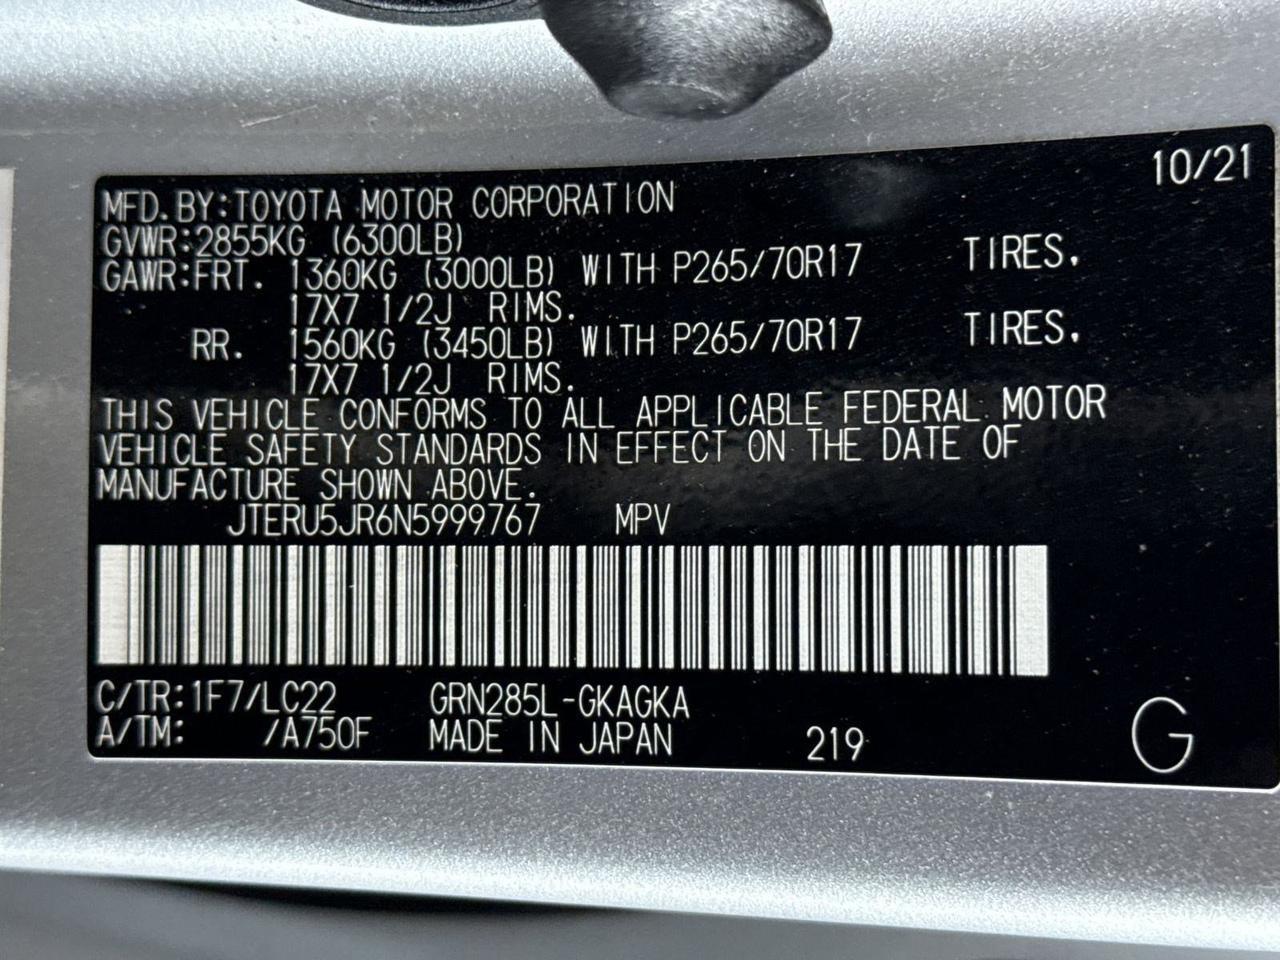 10/21
MFD.BY:TOYOTA MOTOR CORPORATION
GVWR:2855KG (6300LB)
GAWR:FRT. 1360KG (3000LB) WITH P265/70R17 TIRES.
17X7 1/2J RIMS.
RR. 1560KG (3450LB) WITH P265/70R17 TIRES.
17X7 1/2J RIMS.
THIS VEHICLE CONFORMS TO ALL APPLICABLE FEDERAL MOTOR
VEHICLE SAFETY STANDARDS IN EFFECT ON THE DATE OF
MANUFACTURE SHOWN ABOVE.
JTERU5JR6N5999767 MPV
C/TR:1F7/LC22 GRN285L-GKAGKA
A/TM: /A750F MADE IN JAPAN 219 G